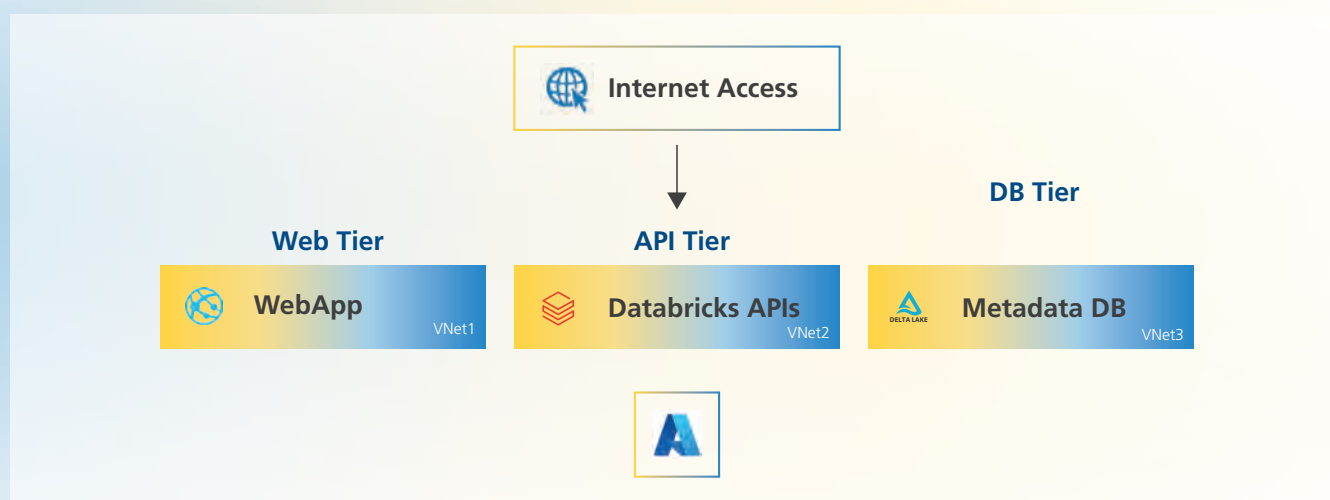 Internet Access
DB Tier
Web Tier
API Tier
WebApp
VNet1
Databricks APIs
VNet2
DELTA LAKE
Metadata DB
VNet3